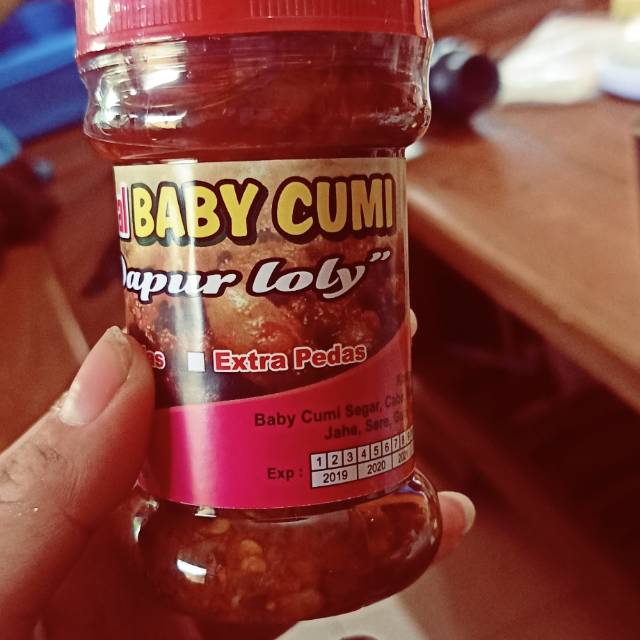 BABY CUMI
Dapur loly"
Extra Pedas
Baby Cumi Segar,
Jahe, Sere,
Exp : 1 2 3 4 5 6 7 8
2019 2020